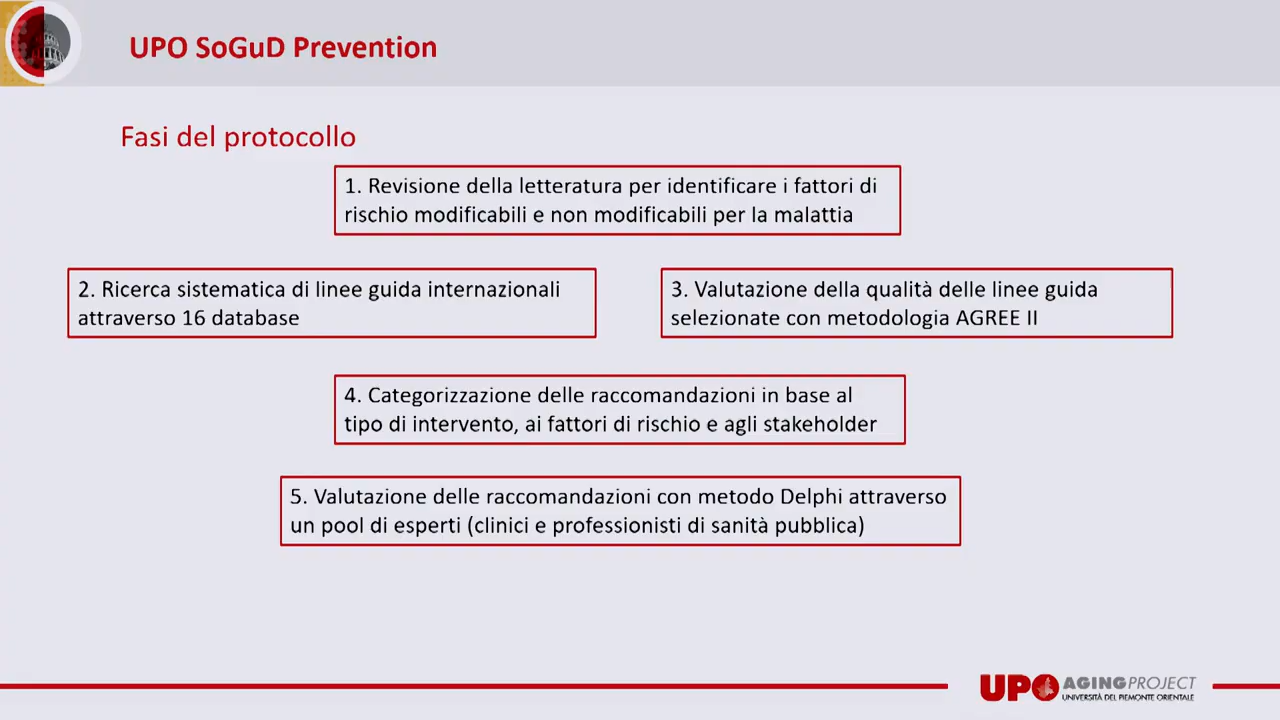 UPO SoGuD Prevention
Fasi del protocollo
1. Revisione della letteratura per identificare i fattori di
rischio modificabili e non modificabili per la malattia
2. Ricerca sistematica di linee guida internazionali
attraverso 16 database
3. Valutazione della qualità delle linee guida
selezionate con metodologia AGREE II
4. Categorizzazione delle raccomandazioni in base al
tipo di intervento, ai fattori di rischio e agli stakeholder
5. Valutazione delle raccomandazioni con metodo Delphi attraverso
un pool di esperti (clinici e professionisti di sanità pubblica)
UPO AGING PROJECT
UNIVERSITÀ DEL PIEMONTE ORIENTALE